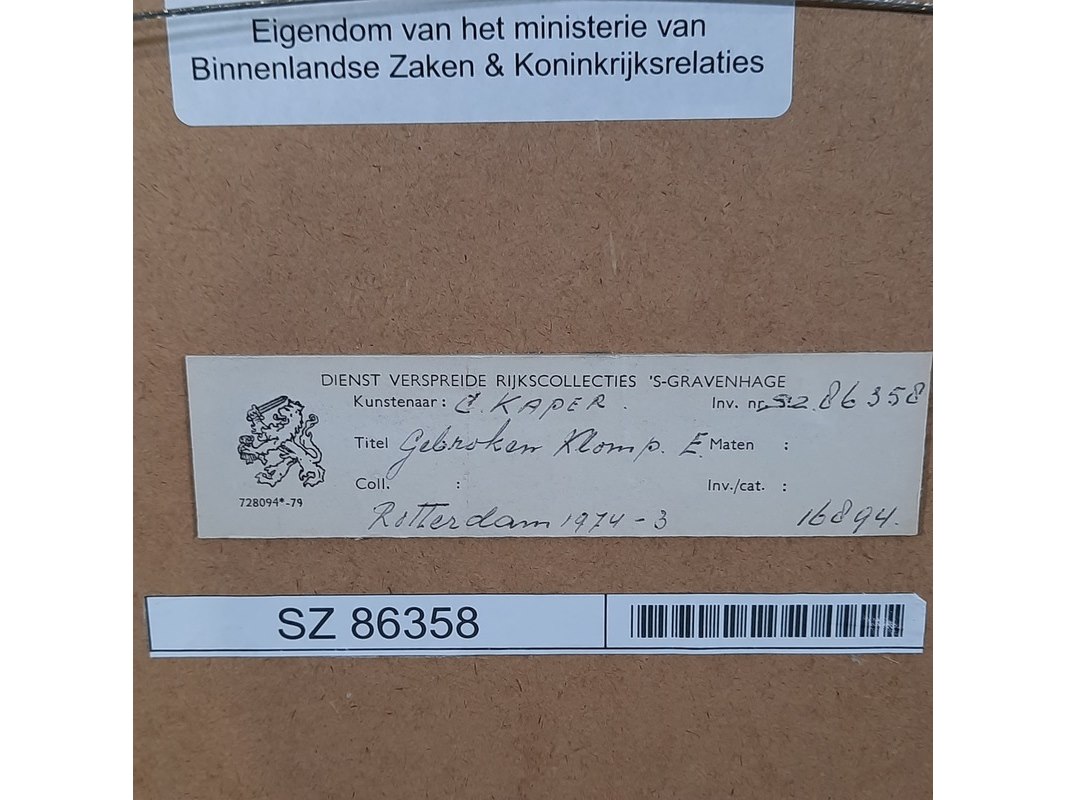 Eigendom van het ministerie van
Binnenlandse Zaken & Koninkrijksrelaties
DIENST VERSPREIDE RIJKSCOLLECTIES 'S-GRAVENHAGE
Kunstenaar: C. KAPER. Inv. nr. SZ. 86358
Titel Gebroken Klomp. E. Maten :
Coll. : Inv./cat. :
728094*-79
Rotterdam 1974-3 16894.
SZ 86358